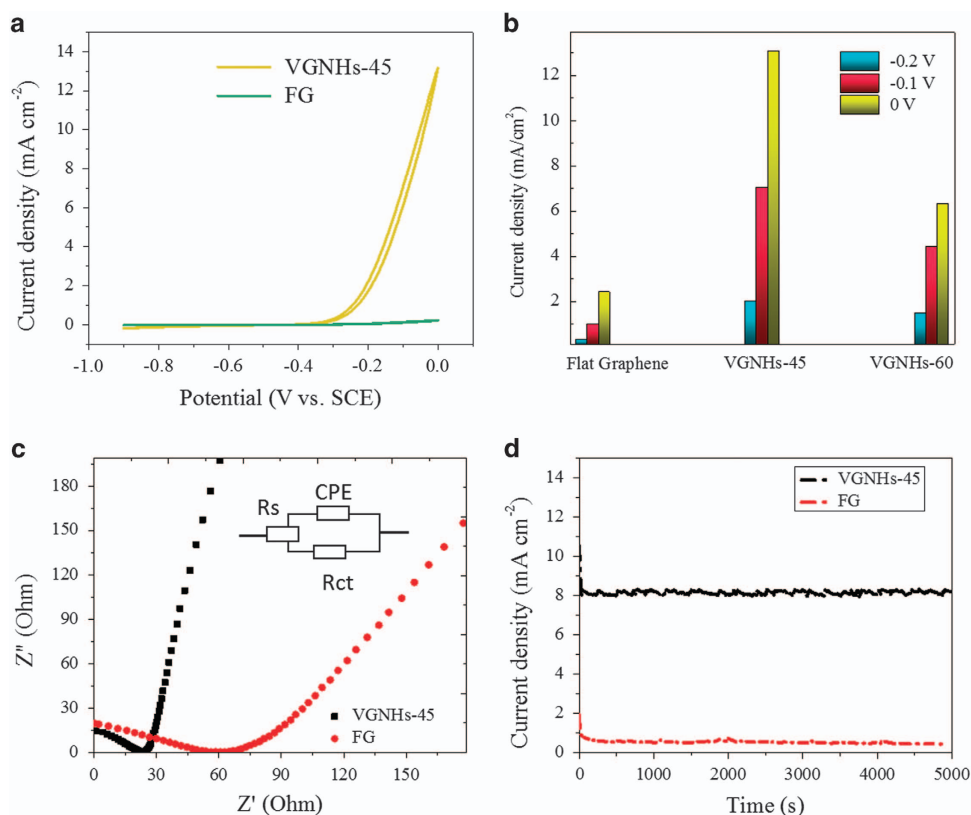 a
Current density (mA cm⁻²)
14
12
10
8
6
4
2
0
VGNHs-45
FG
-1.0 -0.8 -0.6 -0.4 -0.2 0.0
Potential (V vs. SCE)
b
Current density (mA/cm²)
12
10
8
6
4
2
-0.2 V
-0.1 V
0 V
Flat Graphene VGNHs-45 VGNHs-60
c
Z" (Ohm)
180
150
120
90
60
30
0
CPE
Rs
Rct
VGNHs-45
FG
0 30 60 90 120 150
Z' (Ohm)
d
Current density (mA cm⁻²)
14
12
10
8
6
4
2
0
VGNHs-45
FG
0 1000 2000 3000 4000 5000
Time (s)